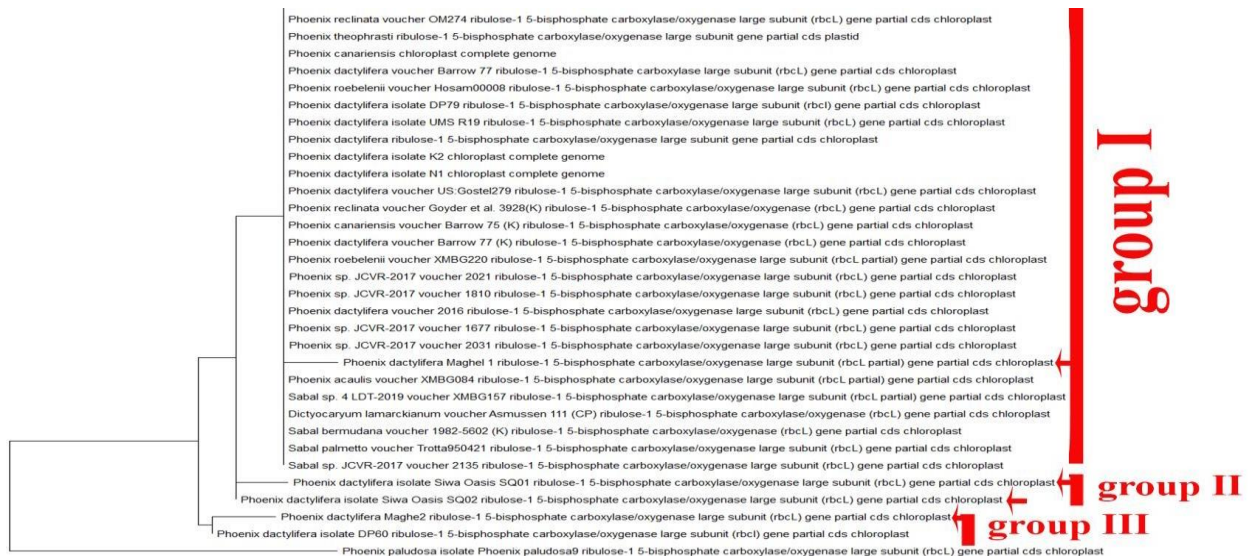 Phoenix reclinata voucher OM274 ribulose-1 5-bisphosphate carboxylase/oxygenase large subunit (rbcL) gene partial cds chloroplast
Phoenix theophrasti ribulose-1 5-bisphosphate carboxylase/oxygenase large subunit gene partial cds plastid
Phoenix canariensis chloroplast complete genome
Phoenix dactylifera voucher Barrow 77 ribulose-1 5-bisphosphate carboxylase large subunit (rbcL) gene partial cds chloroplast
Phoenix roebelenii voucher Hosam00008 ribulose-1 5-bisphosphate carboxylase/oxygenase large subunit (rbcL) gene partial cds chloroplast
Phoenix dactylifera isolate DP79 ribulose-1 5-bisphosphate carboxylase/oxygenase large subunit (rbcl) gene partial cds chloroplast
Phoenix dactylifera isolate UMS R19 ribulose-1 5-bisphosphate carboxylase/oxygenase large subunit (rbcL) gene partial cds chloroplast
Phoenix dactylifera ribulose-1 5-bisphosphate carboxylase/oxygenase large subunit (rbcL) gene partial cds chloroplast
Phoenix dactylifera isolate K2 chloroplast complete genome
Phoenix dactylifera isolate N1 chloroplast complete genome
Phoenix dactylifera voucher US:Gostel279 ribulose-1 5-bisphosphate carboxylase/oxygenase large subunit (rbcL) gene partial cds chloroplast
Phoenix reclinata voucher Goyder et al. 3928(K) ribulose-1 5-bisphosphate carboxylase/oxygenase (rbcL) gene partial cds chloroplast
Phoenix canariensis voucher Barrow 75 (K) ribulose-1 5-bisphosphate carboxylase/oxygenase (rbcL) gene partial cds chloroplast
Phoenix dactylifera voucher Barrow 77 (K) ribulose-1 5-bisphosphate carboxylase/oxygenase (rbcL) gene partial cds chloroplast
Phoenix roebelenii voucher XMBG220 ribulose-1 5-bisphosphate carboxylase/oxygenase large subunit (rbcL partial) gene partial cds chloroplast
Phoenix sp. JCVR-2017 voucher 2021 ribulose-1 5-bisphosphate carboxylase/oxygenase large subunit (rbcL) gene partial cds chloroplast
Phoenix sp. JCVR-2017 voucher 1810 ribulose-1 5-bisphosphate carboxylase/oxygenase large subunit (rbcL) gene partial cds chloroplast
Phoenix dactylifera voucher 2016 ribulose-1 5-bisphosphate carboxylase/oxygenase large subunit (rbcL) gene partial cds chloroplast
Phoenix sp. JCVR-2017 voucher 1677 ribulose-1 5-bisphosphate carboxylase/oxygenase large subunit (rbcL) gene partial cds chloroplast
Phoenix sp. JCVR-2017 voucher 2031 ribulose-1 5-bisphosphate carboxylase/oxygenase large subunit (rbcL) gene partial cds chloroplast
Phoenix dactylifera Maghel 1 ribulose-1 5-bisphosphate carboxylase/oxygenase large subunit (rbcL partial) gene partial cds chloroplast
Phoenix acaulis voucher XMBG084 ribulose-1 5-bisphosphate carboxylase/oxygenase large subunit (rbcL partial) gene partial cds chloroplast
Sabal sp. 4 LDT-2019 voucher XMBG157 ribulose-1 5-bisphosphate carboxylase/oxygenase large subunit (rbcL partial) gene partial cds chloroplast
Dictyocaryum lamarckianum voucher Asmussen 111 (CP) ribulose-1 5-bisphosphate carboxylase/oxygenase (rbcL) gene partial cds chloroplast
Sabal bermudana voucher 1982-5602 (K) ribulose-1 5-bisphosphate carboxylase/oxygenase (rbcL) gene partial cds chloroplast
Sabal palmetto voucher Trotta950421 ribulose-1 5-bisphosphate carboxylase/oxygenase large subunit (rbcL) gene partial cds chloroplast
Sabal sp. JCVR-2017 voucher 2135 ribulose-1 5-bisphosphate carboxylase/oxygenase large subunit (rbcL) gene partial cds chloroplast
group I
Phoenix dactylifera isolate Siwa Oasis SQ01 ribulose-1 5-bisphosphate carboxylase/oxygenase large subunit (rbcL) gene partial cds chloroplast
group II
Phoenix dactylifera isolate Siwa Oasis SQ02 ribulose-1 5-bisphosphate carboxylase/oxygenase large subunit (rbcL) gene partial cds chloroplast
Phoenix dactylifera Maghe2 ribulose-1 5-bisphosphate carboxylase/oxygenase large subunit (rbcL) gene partial cds chloroplast
group III
Phoenix dactylifera isolate DP60 ribulose-1 5-bisphosphate carboxylase/oxygenase large subunit (rbcl) gene partial cds chloroplast
Phoenix paludosa isolate Phoenix paludosa9 ribulose-1 5-bisphosphate carboxylase/oxygenase large subunit (rbcL) gene partial cds chloroplast